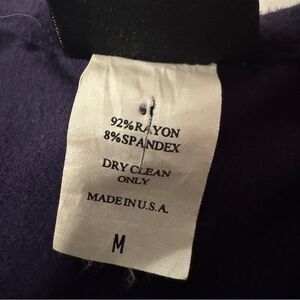 92% RAYON
8% SPANDEX
DRY CLEAN
ONLY
MADE IN U.S.A.
M